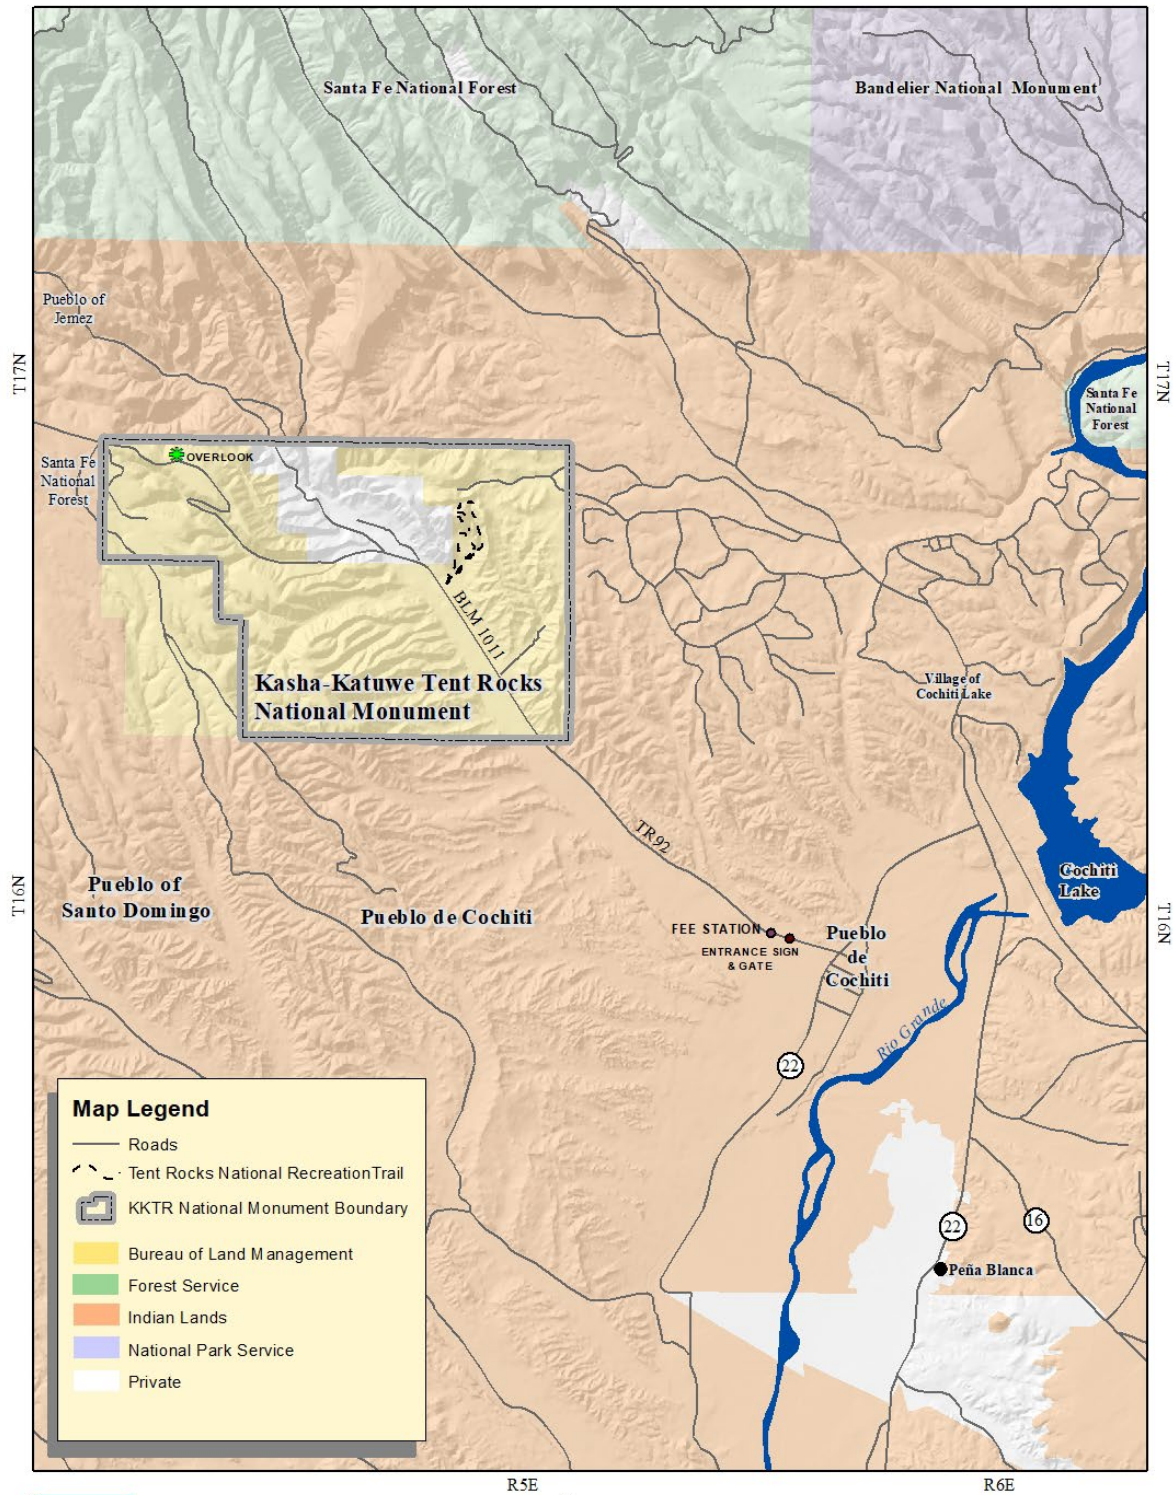 Santa Fe National Forest
Bandelier National Monument
Pueblo of
Jemez
T17N
T17N
Santa Fe
National
Forest
OVERLOOK
Santa Fe
National
Forest
BLM 1011
Kasha-Katuwe Tent Rocks
National Monument
Village of
Cochiti Lake
TR92
Cochiti
Lake
Pueblo of
Santo Domingo
T16N
T16N
Pueblo de Cochiti
FEE STATION
ENTRANCE SIGN
& GATE
Pueblo
de
Cochiti
Rio Grande
22
Map Legend
Roads
Tent Rocks National RecreationTrail
KKTR National Monument Boundary
Bureau of Land Management
Forest Service
Indian Lands
National Park Service
Private
22
16
Peña Blanca
R5E
R6E